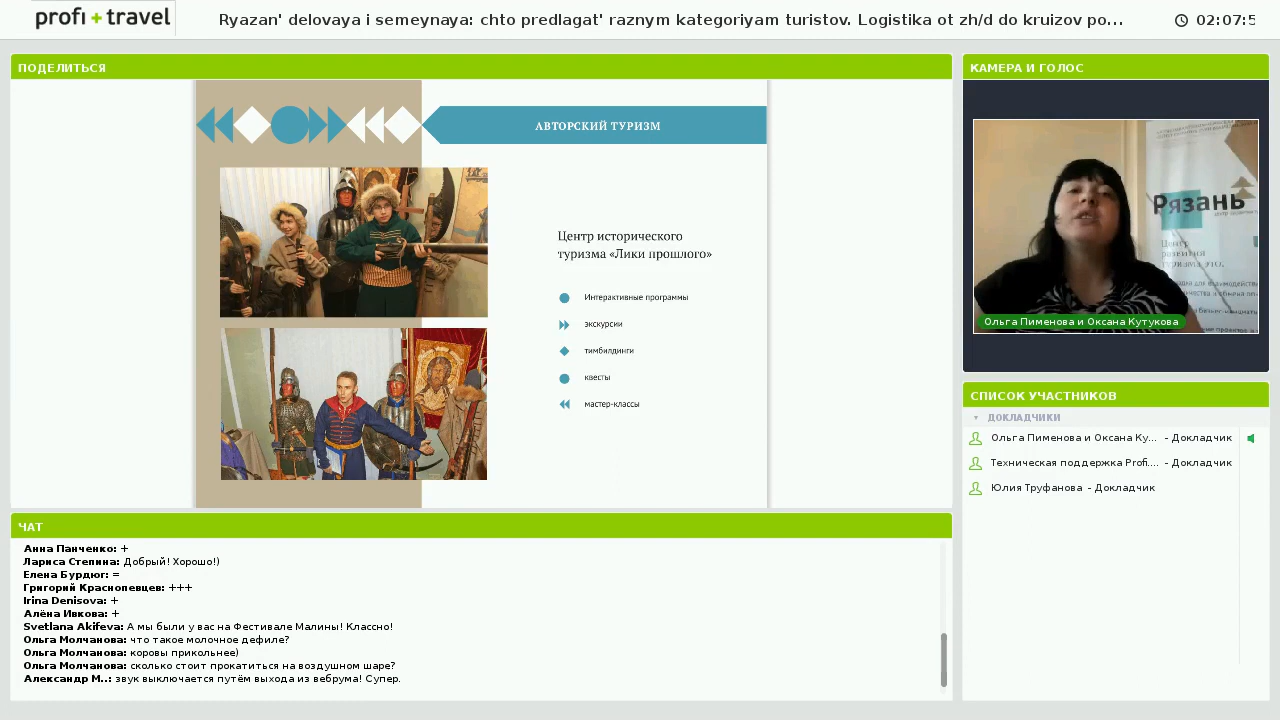 profi + travel
Ryazan' delovaya i semeynaya: chto predlagat' raznym kategoriyam turistov. Logistika ot zh/d do kruizov po...
02:07:5
ПОДЕЛИТЬСЯ
АВТОРСКИЙ ТУРИЗМ
Центр исторического
туризма «Лики прошлого»
Интерактивные программы
экскурсии
тимбилдинги
квесты
мастер-классы
КАМЕРА И ГОЛОС
Рязань
Центр
развития
туризма
Ольга Пименова и Оксана Кутукова
СПИСОК УЧАСТНИКОВ
ДОКЛАДЧИКИ
Ольга Пименова и Оксана Ку... - Докладчик
Техническая поддержка Profi.... - Докладчик
Юлия Труфанова - Докладчик
ЧАТ
Анна Панченко: +
Лариса Степина: Добрый! Хорошо!)
Елена Бурдюг: =
Григорий Краснопевцев: +++
Irina Denisova: +
Алёна Ивкова: +
Svetlana Akifeva: А мы были у вас на Фестивале Малины! Классно!
Ольга Молчанова: что такое молочное дефиле?
Ольга Молчанова: коровы прикольнее)
Ольга Молчанова: сколько стоит прокатиться на воздушном шаре?
Александр М..: звук выключается путём выхода из вебрума! Супер.